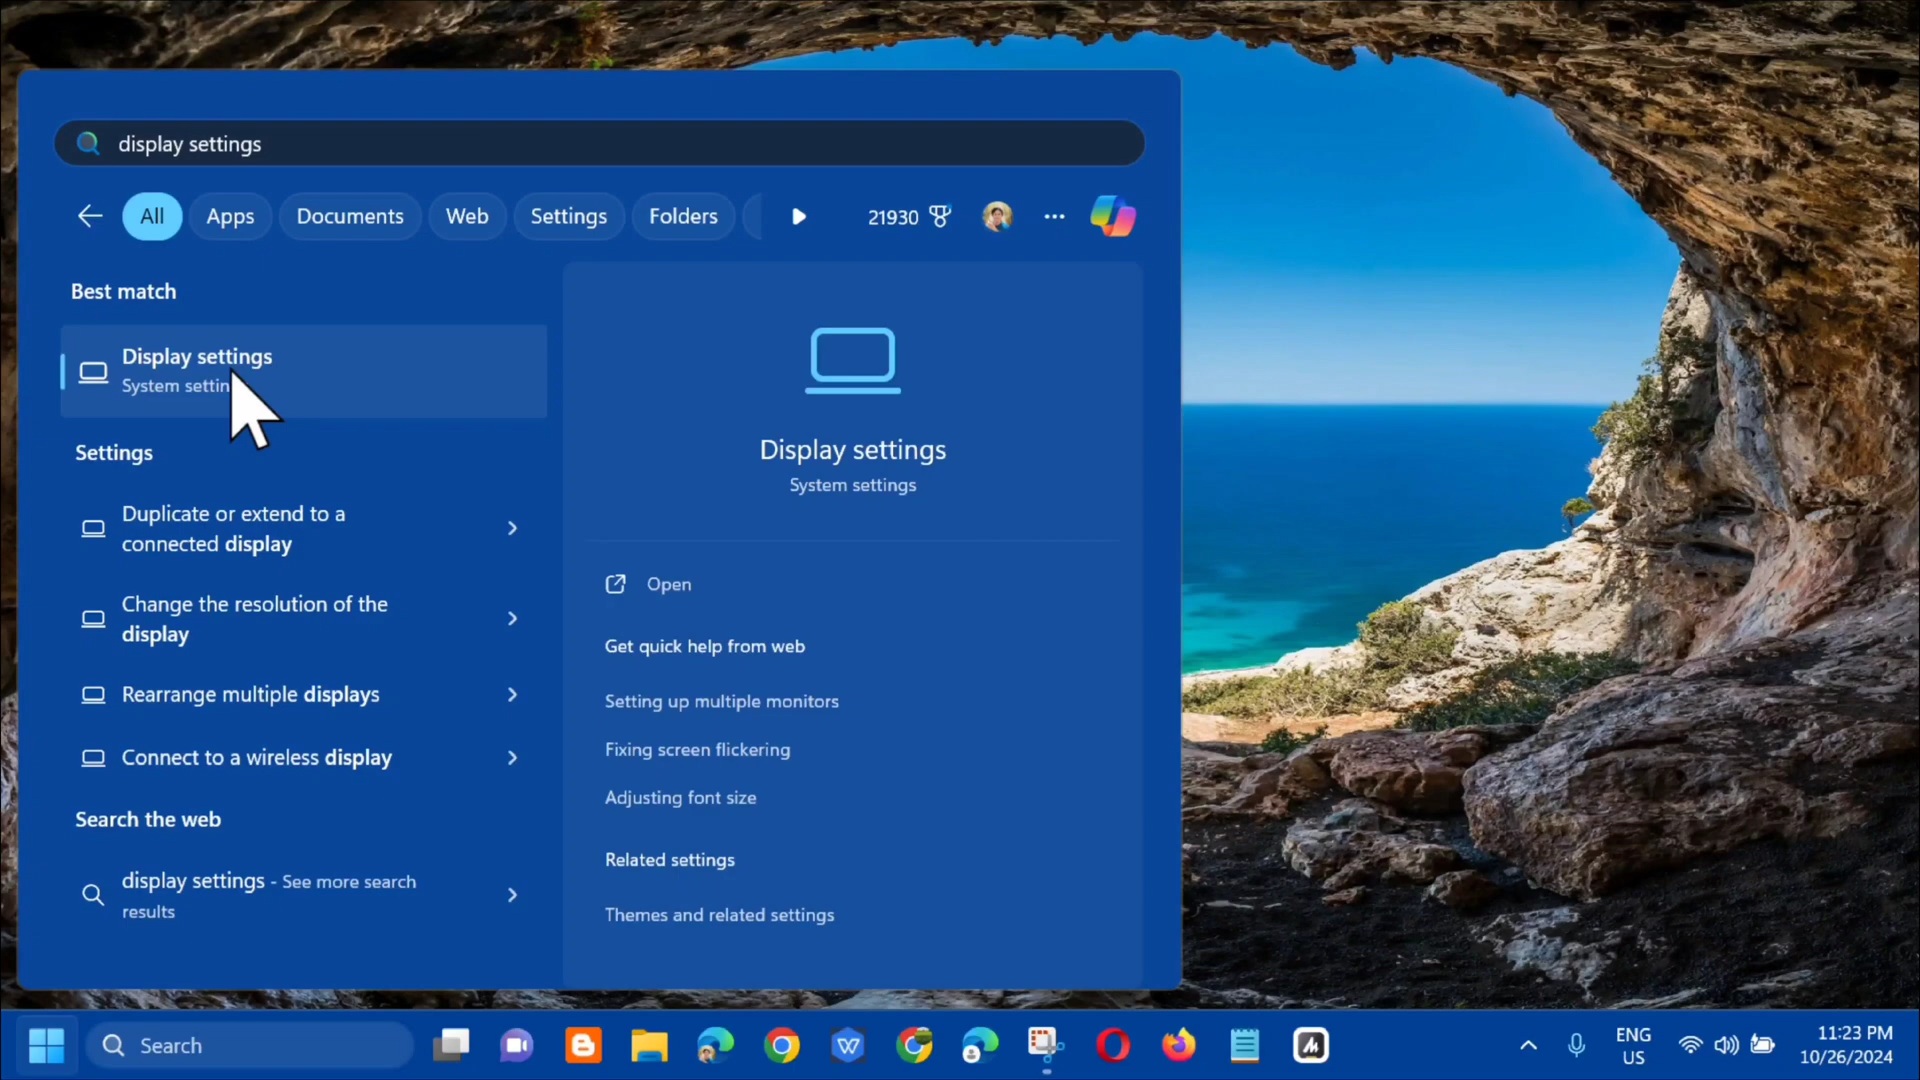 display settings
All Apps Documents Web Settings Folders 21930
Best match
Display settings
System settin
Settings
Duplicate or extend to a
connected display
Change the resolution of the
display
Rearrange multiple displays
Connect to a wireless display
Search the web
display settings - See more search
results
Display settings
System settings
Open
Get quick help from web
Setting up multiple monitors
Fixing screen flickering
Adjusting font size
Related settings
Themes and related settings
Search
ENG
US
11:23 PM
10/26/2024